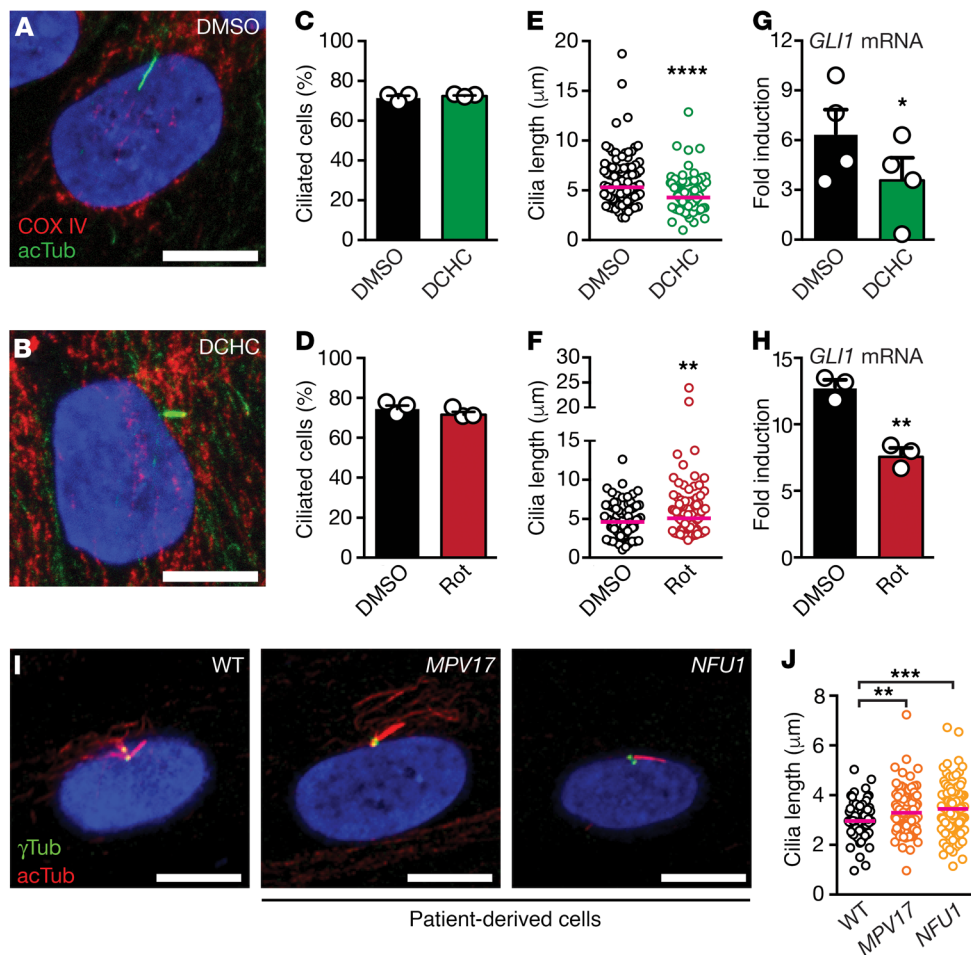 A
DMSO
COX IV
acTub
C
Ciliated cells (%)
100
80
60
40
20
0
DMSO
DCHC
E
Cilia length (μm)
20
15
10
5
0
****
DMSO
DCHC
G
GLI1 mRNA
Fold induction
12
9
6
3
0
*
DMSO
DCHC
B
DCHC
D
Ciliated cells (%)
100
80
60
40
20
0
DMSO
Rot
F
Cilia length (μm)
30
25
20
15
10
5
0
**
DMSO
Rot
H
GLI1 mRNA
Fold induction
15
10
5
0
**
DMSO
Rot
I
WT
γTub
acTub
MPV17
NFU1
Patient-derived cells
J
Cilia length (μm)
8
6
4
2
0
***
**
WT
MPV17
NFU1